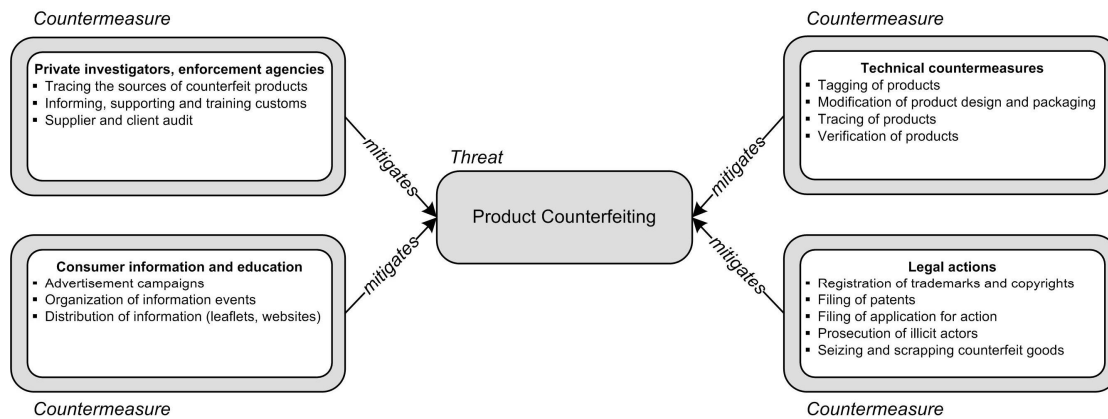 Countermeasure
Private investigators, enforcement agencies
▪ Tracing the sources of counterfeit products
▪ Informing, supporting and training customs
▪ Supplier and client audit
mitigates
Countermeasure
Technical countermeasures
▪ Tagging of products
▪ Modification of product design and packaging
▪ Tracing of products
▪ Verification of products
mitigates
Threat
Product Counterfeiting
Consumer information and education
▪ Advertisement campaigns
▪ Organization of information events
▪ Distribution of information (leaflets, websites)
Countermeasure
mitigates
Legal actions
▪ Registration of trademarks and copyrights
▪ Filing of patents
▪ Filing of application for action
▪ Prosecution of illicit actors
▪ Seizing and scrapping counterfeit goods
Countermeasure
mitigates